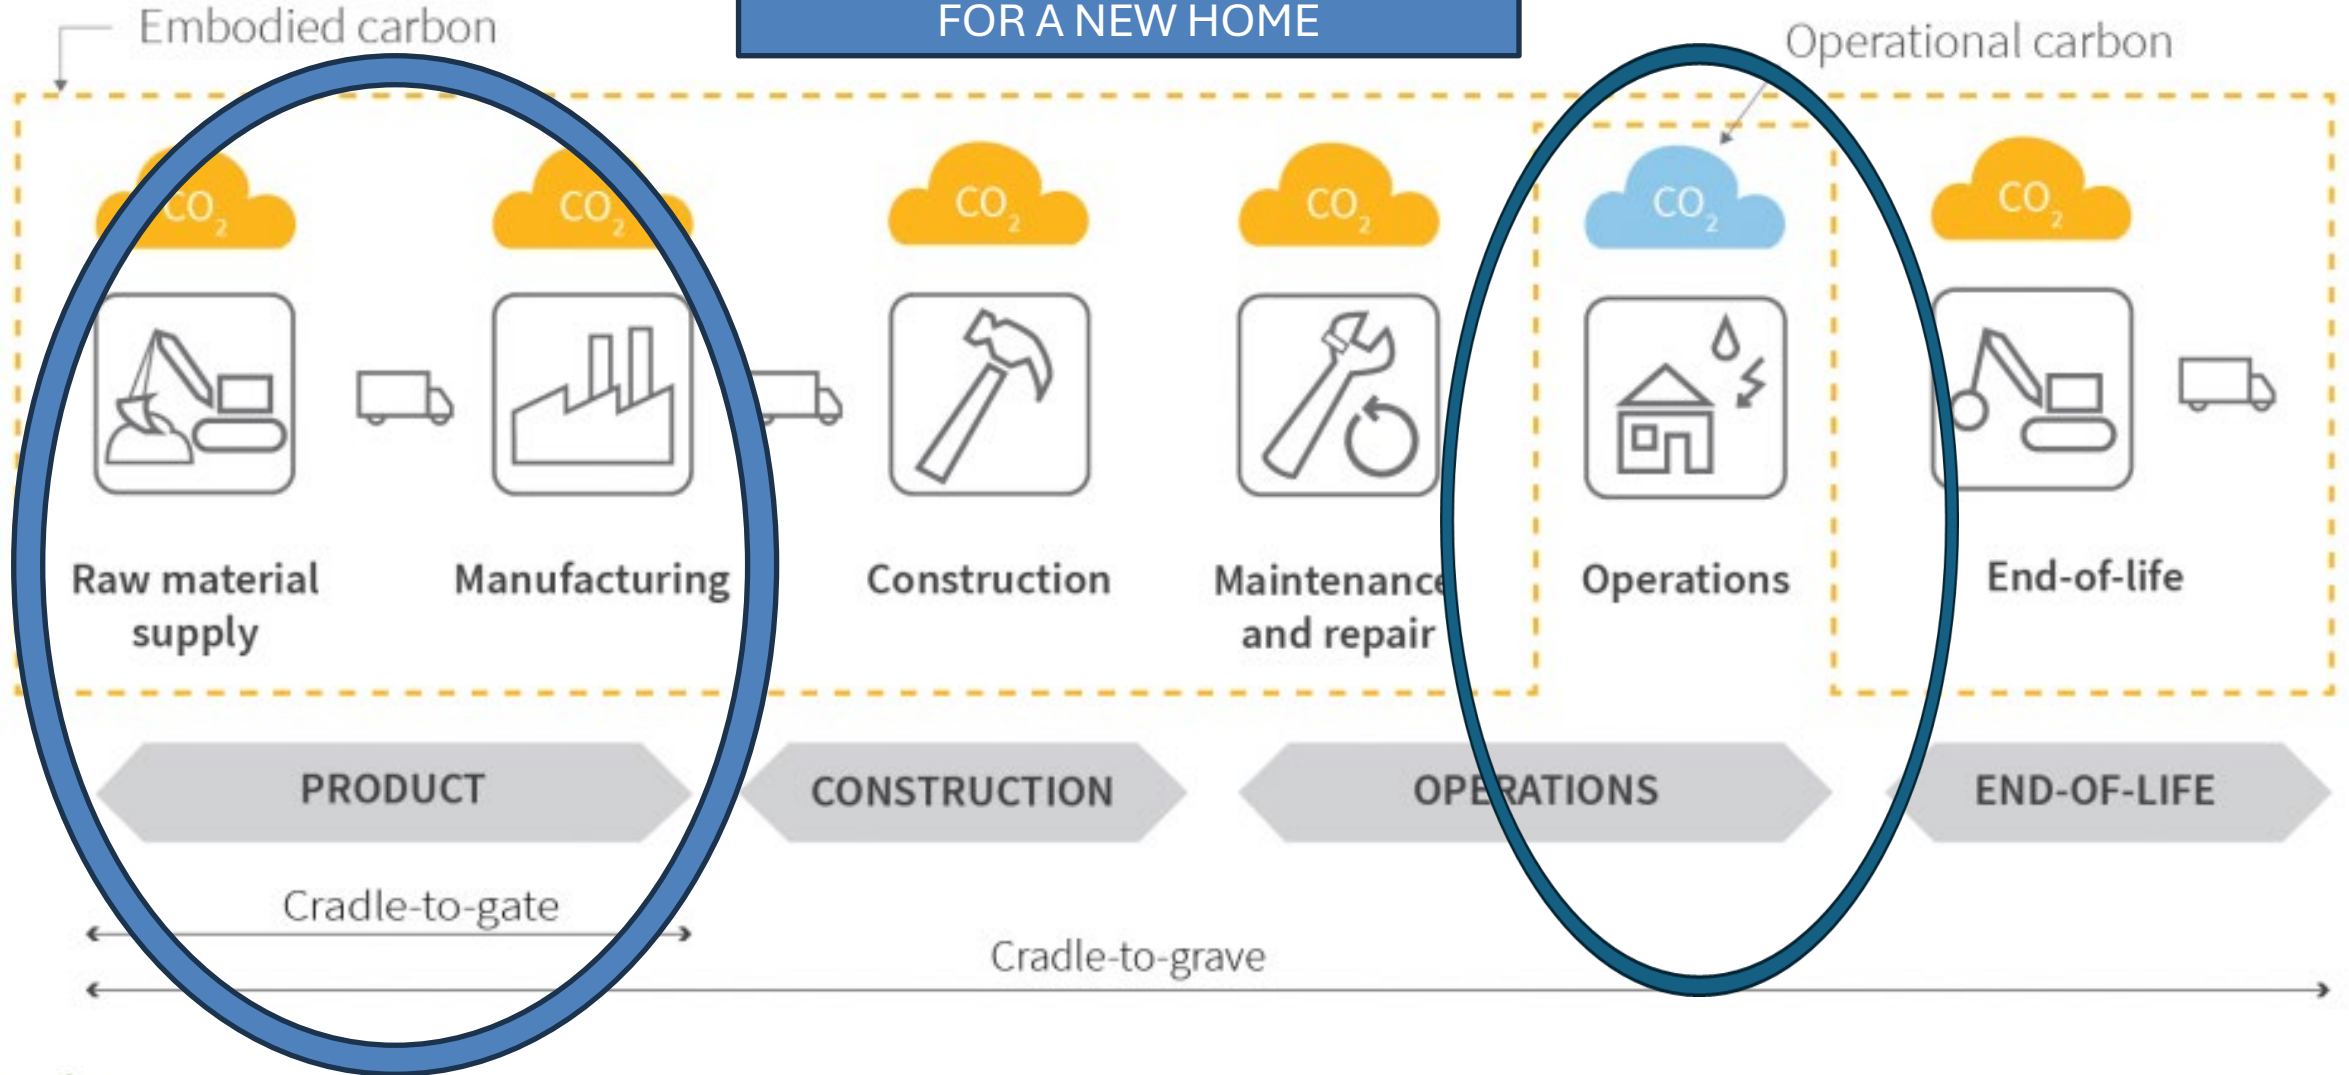 FOR A NEW HOME
Embodied carbon
Operational carbon
CO2
CO2
CO2
CO2
CO2
CO2
Raw material
supply
Manufacturing
Construction
Maintenance
and repair
Operations
End-of-life
PRODUCT
CONSTRUCTION
OPERATIONS
END-OF-LIFE
Cradle-to-gate
Cradle-to-grave